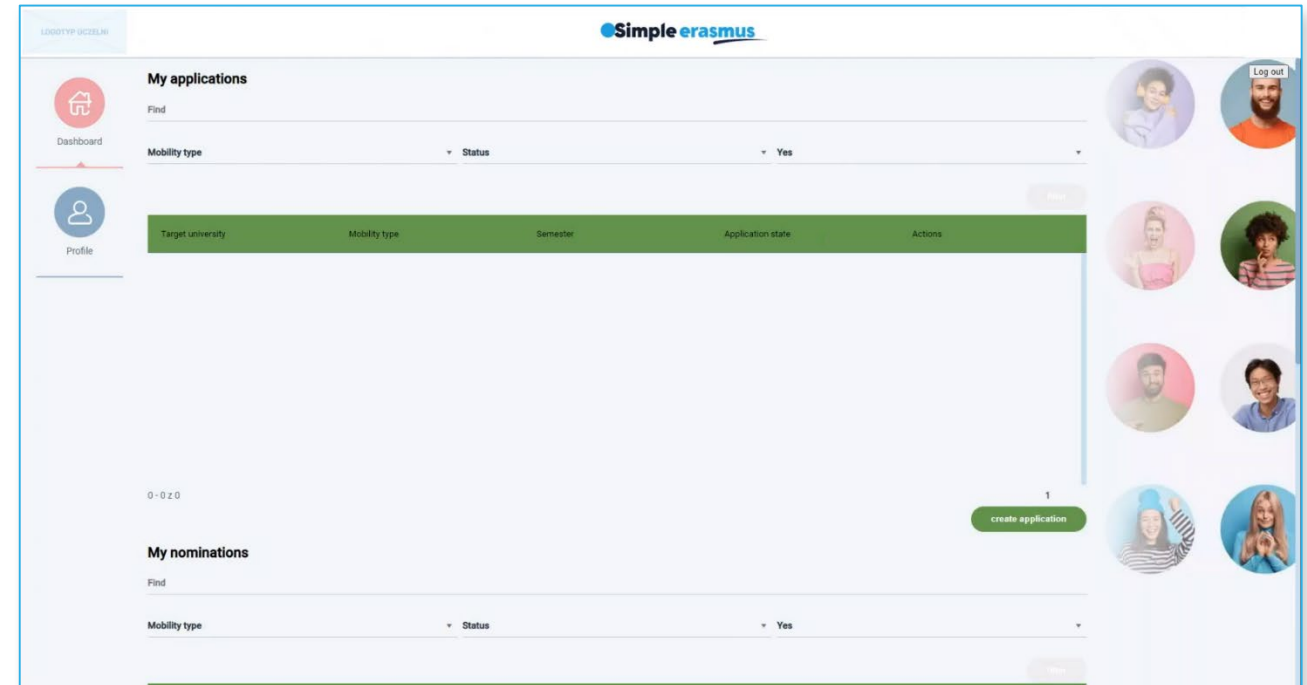 LOGOTYP UCZELNI
Simple erasmus
Log out
Dashboard
Profile
My applications
Find
Mobility type Status Yes
Target university Mobility type Semester Application state Actions
0 - 0 z 0 1
create application
My nominations
Find
Mobility type Status Yes